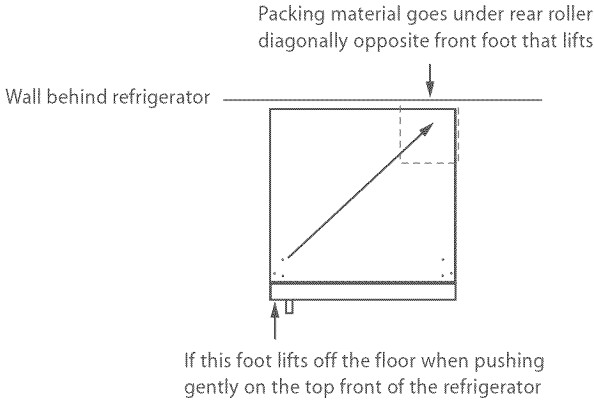 Packing material goes under rear roller
diagonally opposite front foot that lifts
Wall behind refrigerator
If this foot lifts off the floor when pushing
gently on the top front of the refrigerator